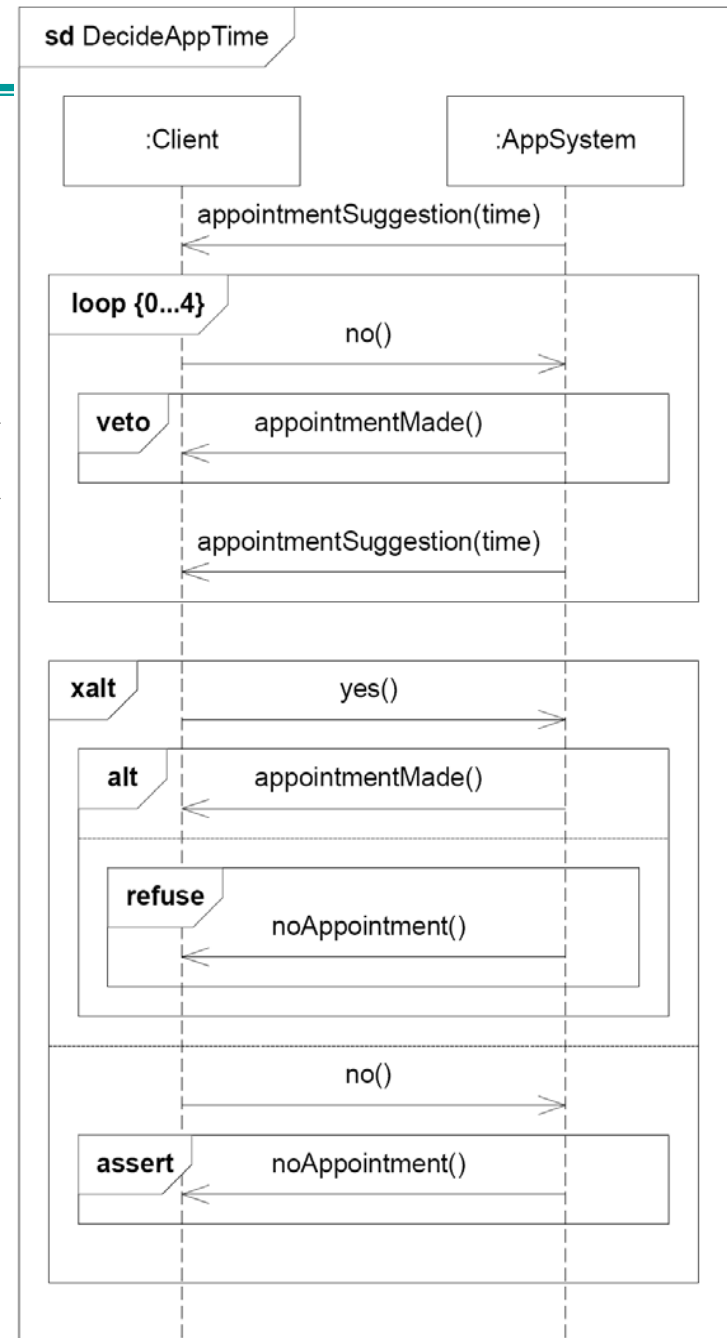 sd DecideAppTime
:Client
:AppSystem
appointmentSuggestion(time)
loop {0...4}
no()
veto
appointmentMade()
appointmentSuggestion(time)
xalt
yes()
alt
appointmentMade()
refuse
noAppointment()
no()
assert
noAppointment()